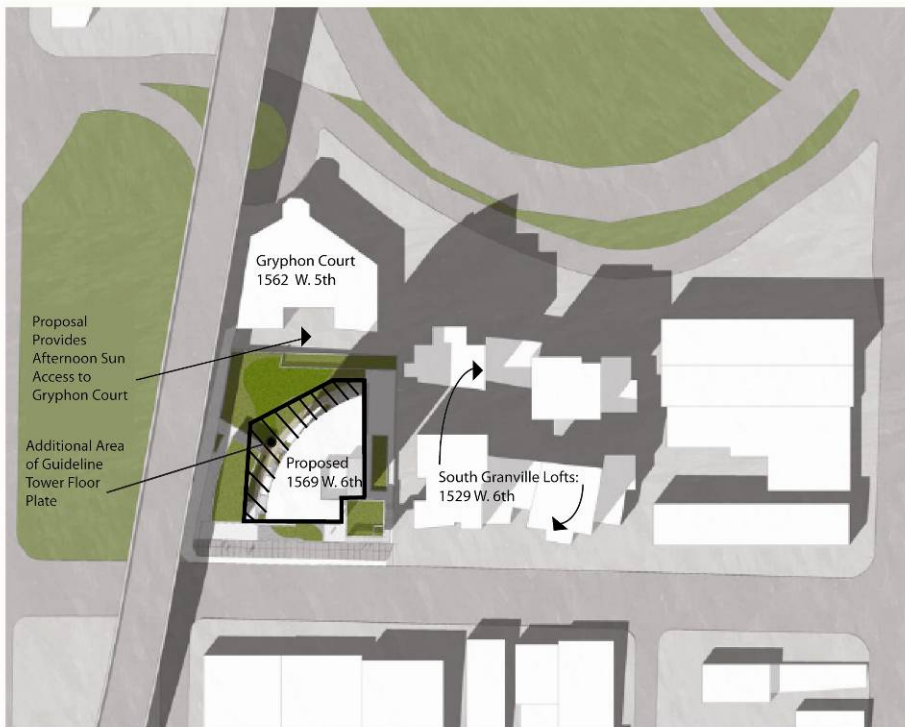 Gryphon Court
1562 W. 5th
Proposal
Provides
Afternoon Sun
Access to
Gryphon Court
Additional Area
of Guideline
Tower Floor
Plate
Proposed
1569 W. 6th
South Granville Lofts:
1529 W. 6th